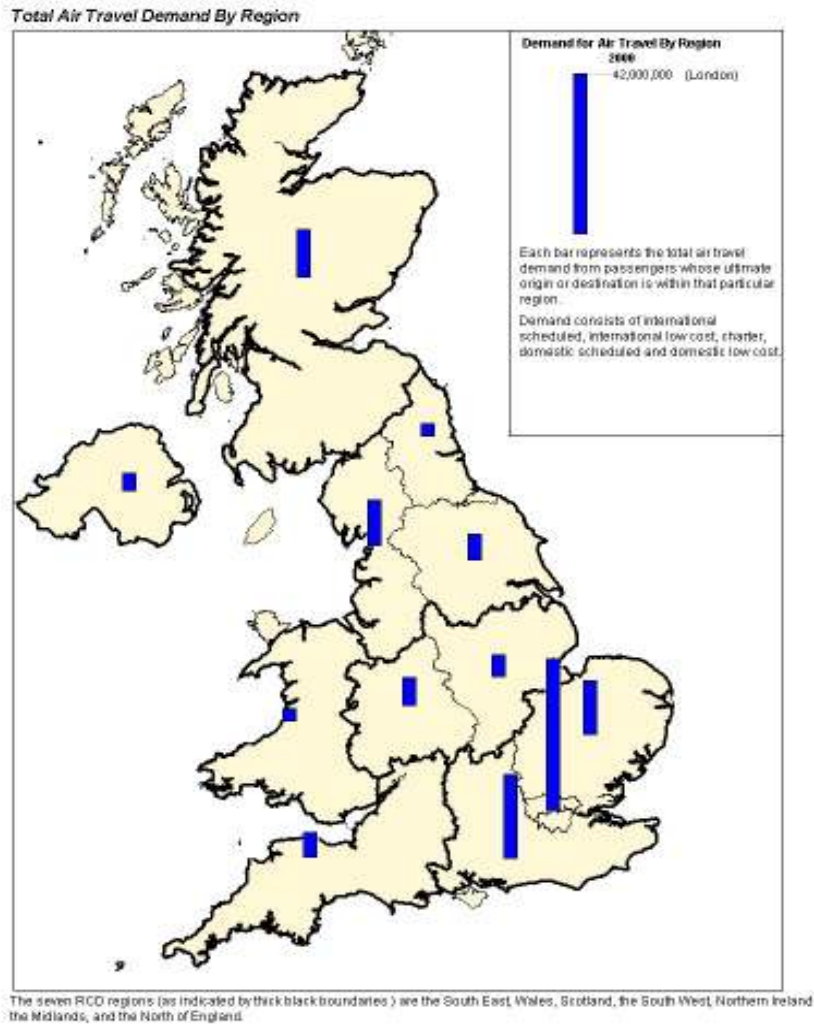 Total Air Travel Demand By Region
Demand for Air Travel By Region
2000
42,000,000 (London)
Each bar represents the total air travel
demand from passengers whose ultimate
origin or destination is within that particular
region.
Demand consists of international
scheduled, international low cost, charter,
domestic scheduled and domestic low cost.
The seven RCD regions (as indicated by thick black boundaries ) are the South East, Wales, Scotland, the South West, Northern Ireland
the Midlands, and the North of England.